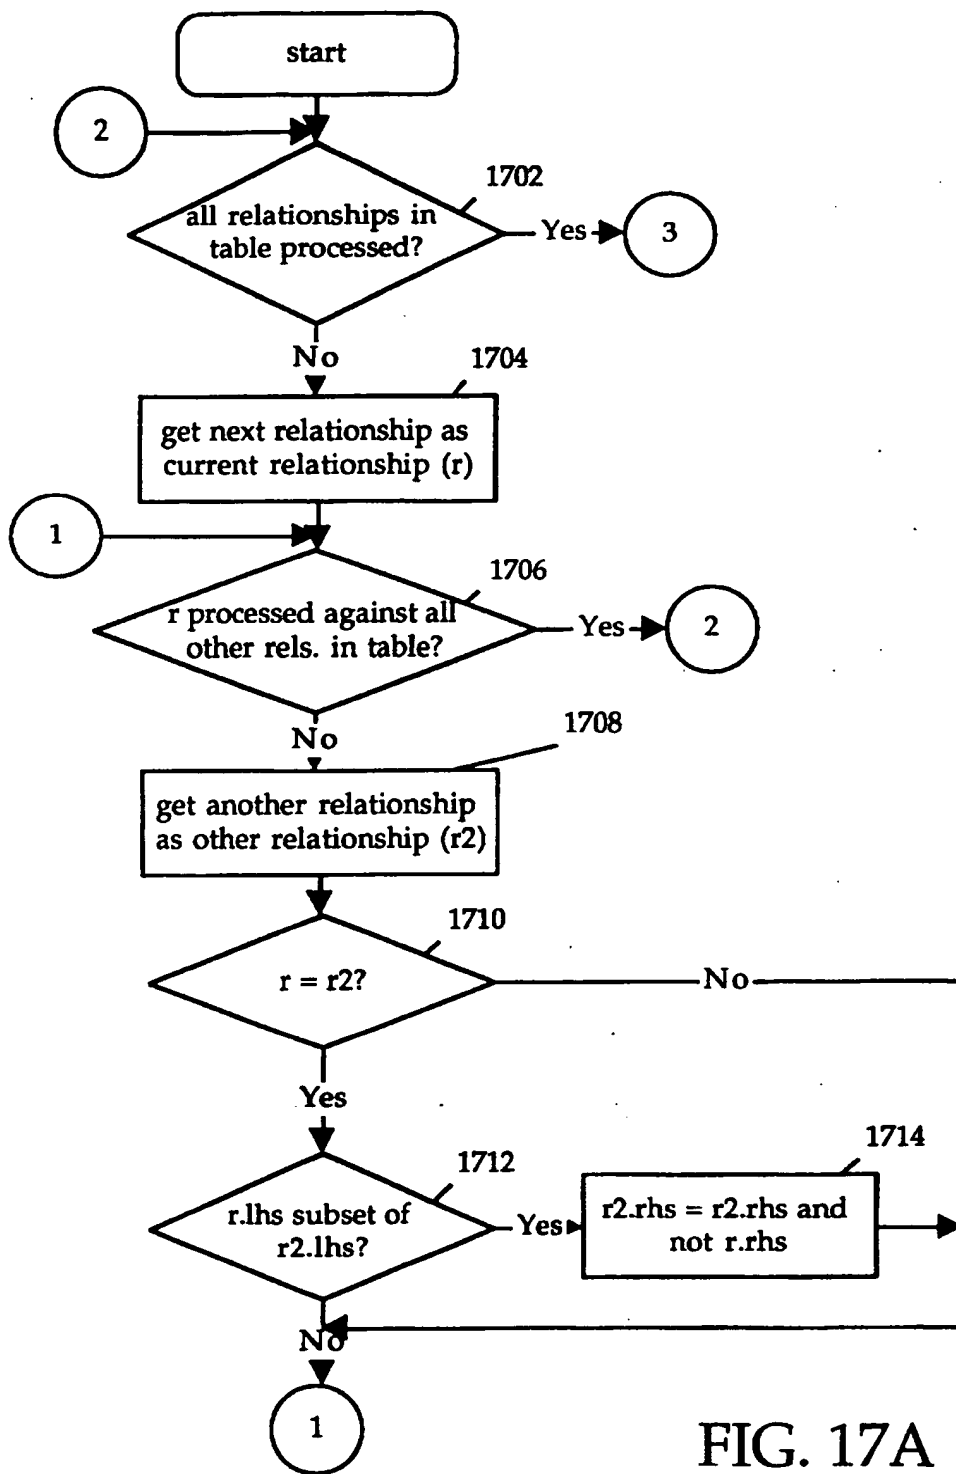 start
2
1702
all relationships in
table processed?
Yes
3
No
1704
get next relationship as
current relationship (r)
1
1706
r processed against all
other rels. in table?
Yes
2
No
1708
get another relationship
as other relationship (r2)
1710
r = r2?
No
Yes
1712
r.lhs subset of
r2.lhs?
Yes
1714
r2.rhs = r2.rhs and
not r.rhs
No
1
FIG. 17A